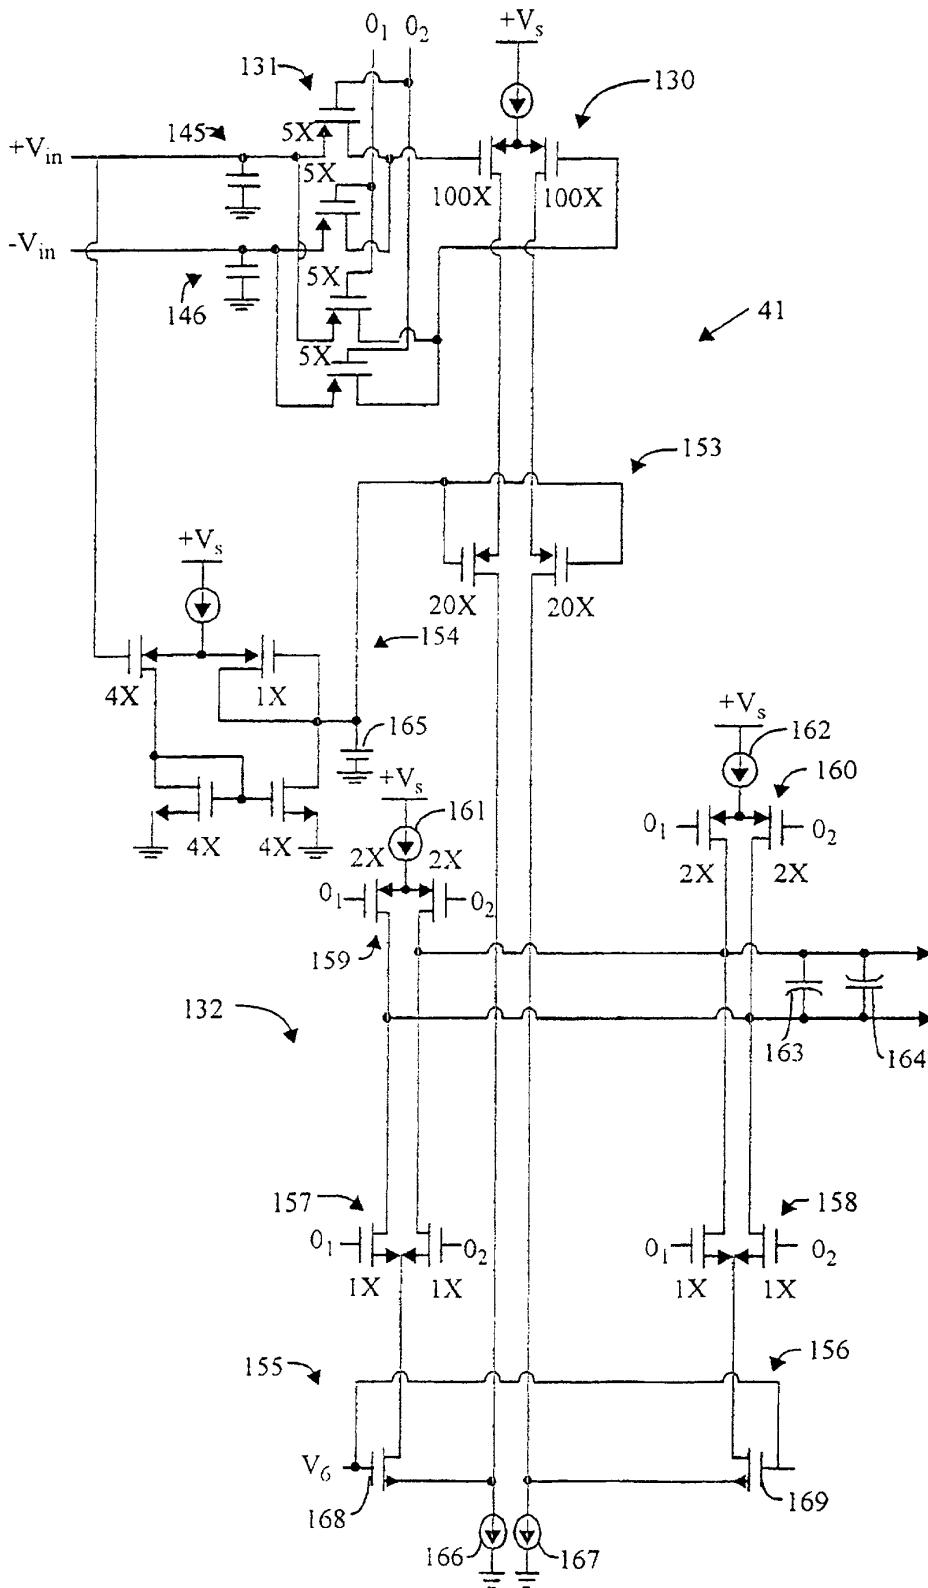 0₁ 0₂
+Vₛ
131
130
5X
+Vᵢₙ
145
5X
100X
100X
-Vᵢₙ
5X
146
5X
41
153
+Vₛ
20X
20X
154
4X
1X
165
+Vₛ
162
+Vₛ
161
160
4X
4X
2X
2X
0₁
0₂
2X
2X
0₁
0₂
159
132
163
164
157
158
0₁
0₂
0₁
0₂
1X
1X
1X
1X
155
156
V₆
168
169
166
167